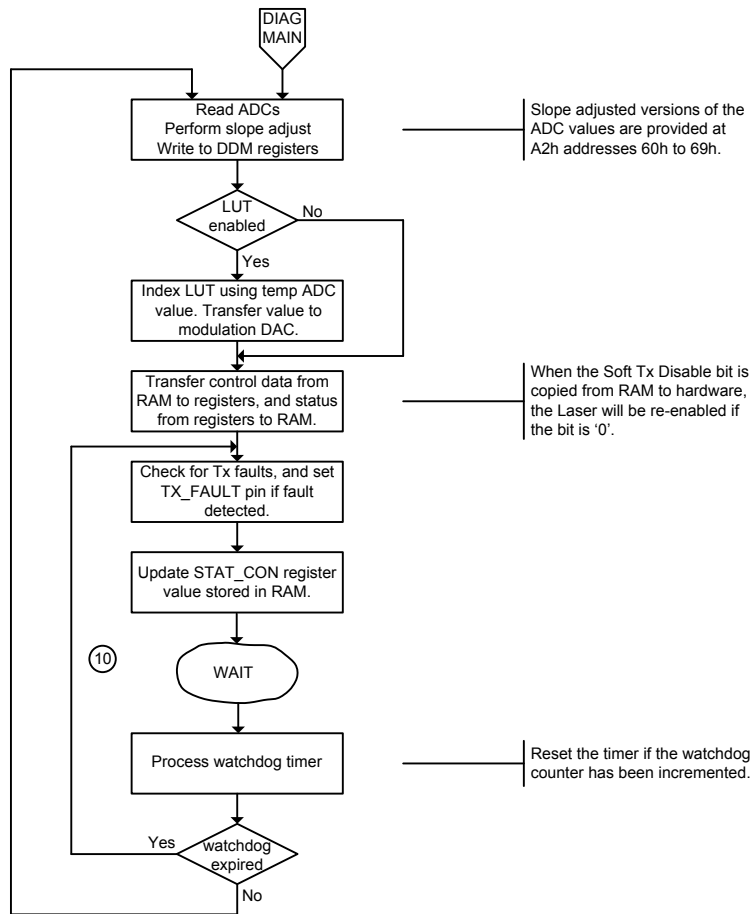 DIAG
MAIN
Read ADCs
Perform slope adjust
Write to DDM registers
Slope adjusted versions of the
ADC values are provided at
A2h addresses 60h to 69h.
LUT
enabled
No
Yes
Index LUT using temp ADC
value. Transfer value to
modulation DAC.
Transfer control data from
RAM to registers, and status
from registers to RAM.
When the Soft Tx Disable bit is
copied from RAM to hardware,
the Laser will be re-enabled if
the bit is ‘0’.
Check for Tx faults, and set
TX_FAULT pin if fault
detected.
Update STAT_CON register
value stored in RAM.
10
WAIT
Process watchdog timer
Reset the timer if the watchdog
counter has been incremented.
Yes
watchdog
expired
No